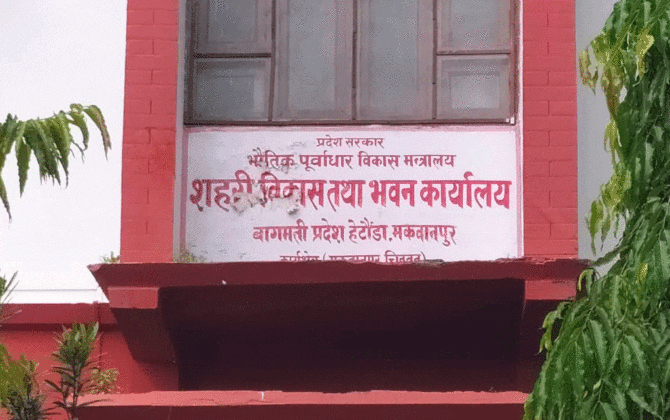 प्रदेश सरकार
भौतिक पूर्वाधार विकास मन्त्रालय
शहरी विकास तथा भवन कार्यालय
बागमती प्रदेश हेटौंडा, मकवानपुर